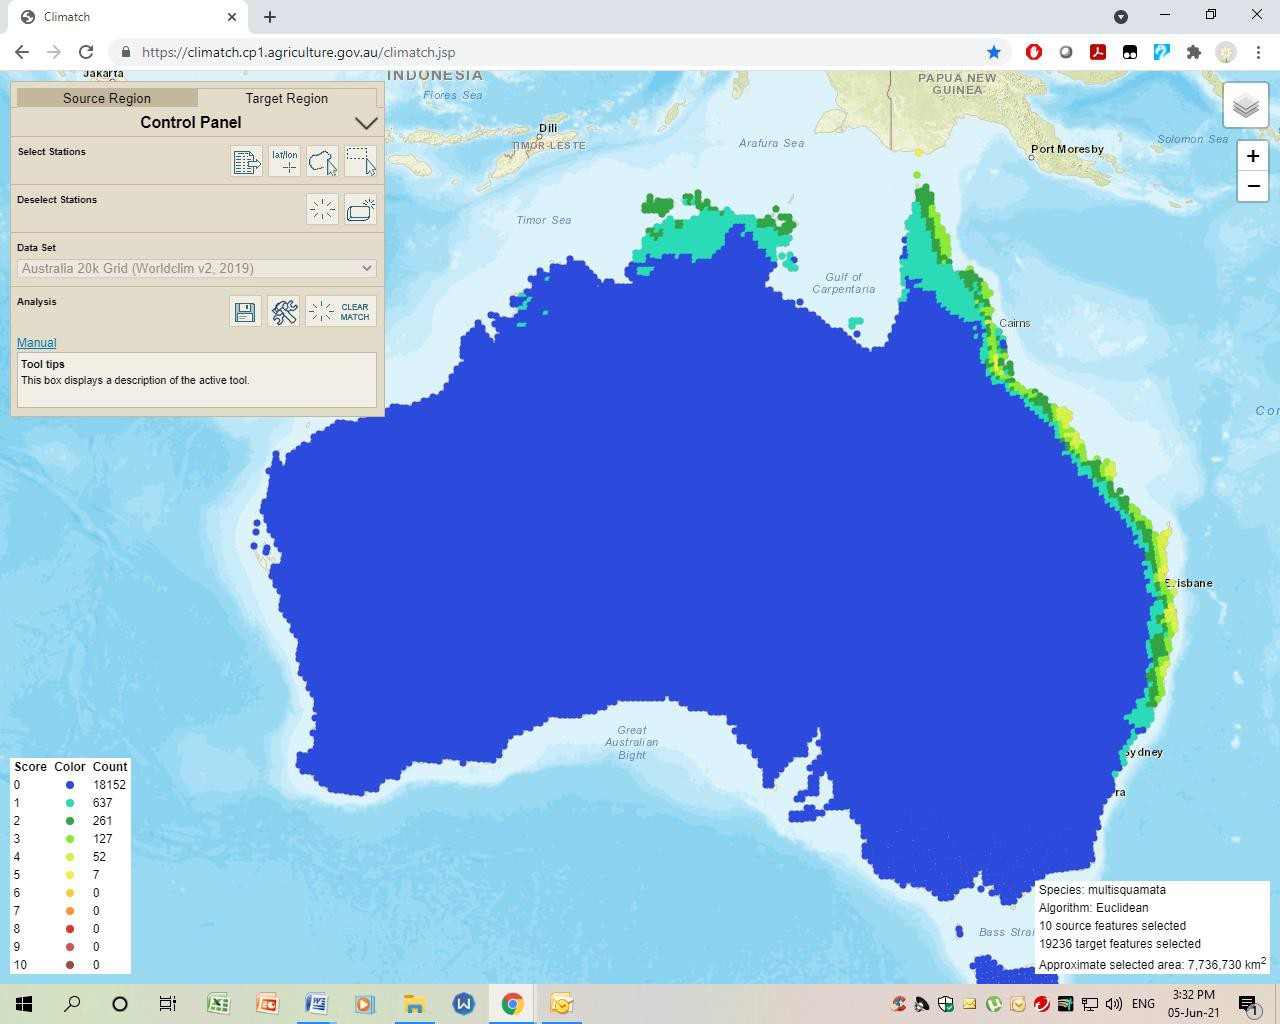 Climatch
https://climatch.cp1.agriculture.gov.au/climatch.jsp
Jakarta
INDONESIA
Flores Sea
PAPUA NEW
GUINEA
Source Region
Target Region
Control Panel
Dili
TIMOR-LESTE
Arafura Sea
Port Moresby
Solomon Sea
+
−
Select Stations
lat/lon
Deselect Stations
Timor Sea
Data Set
Australia 20k Grid (Worldclim v2, 2019)
Gulf of
Carpentaria
Analysis
CLEAR
MATCH
Cairns
Manual
Tool tips
This box displays a description of the active tool.
Cor
Brisbane
Great
Australian
Bight
Sydney
ra
Score Color Count
0 18152
1 637
2 261
3 127
4 52
5 7
6 0
7 0
8 0
9 0
10 0
Bass Strai
Species: multisquamata
Algorithm: Euclidean
10 source features selected
19236 target features selected
Approximate selected area: 7,736,730 km2
ENG
3:32 PM
05-Jun-21
1